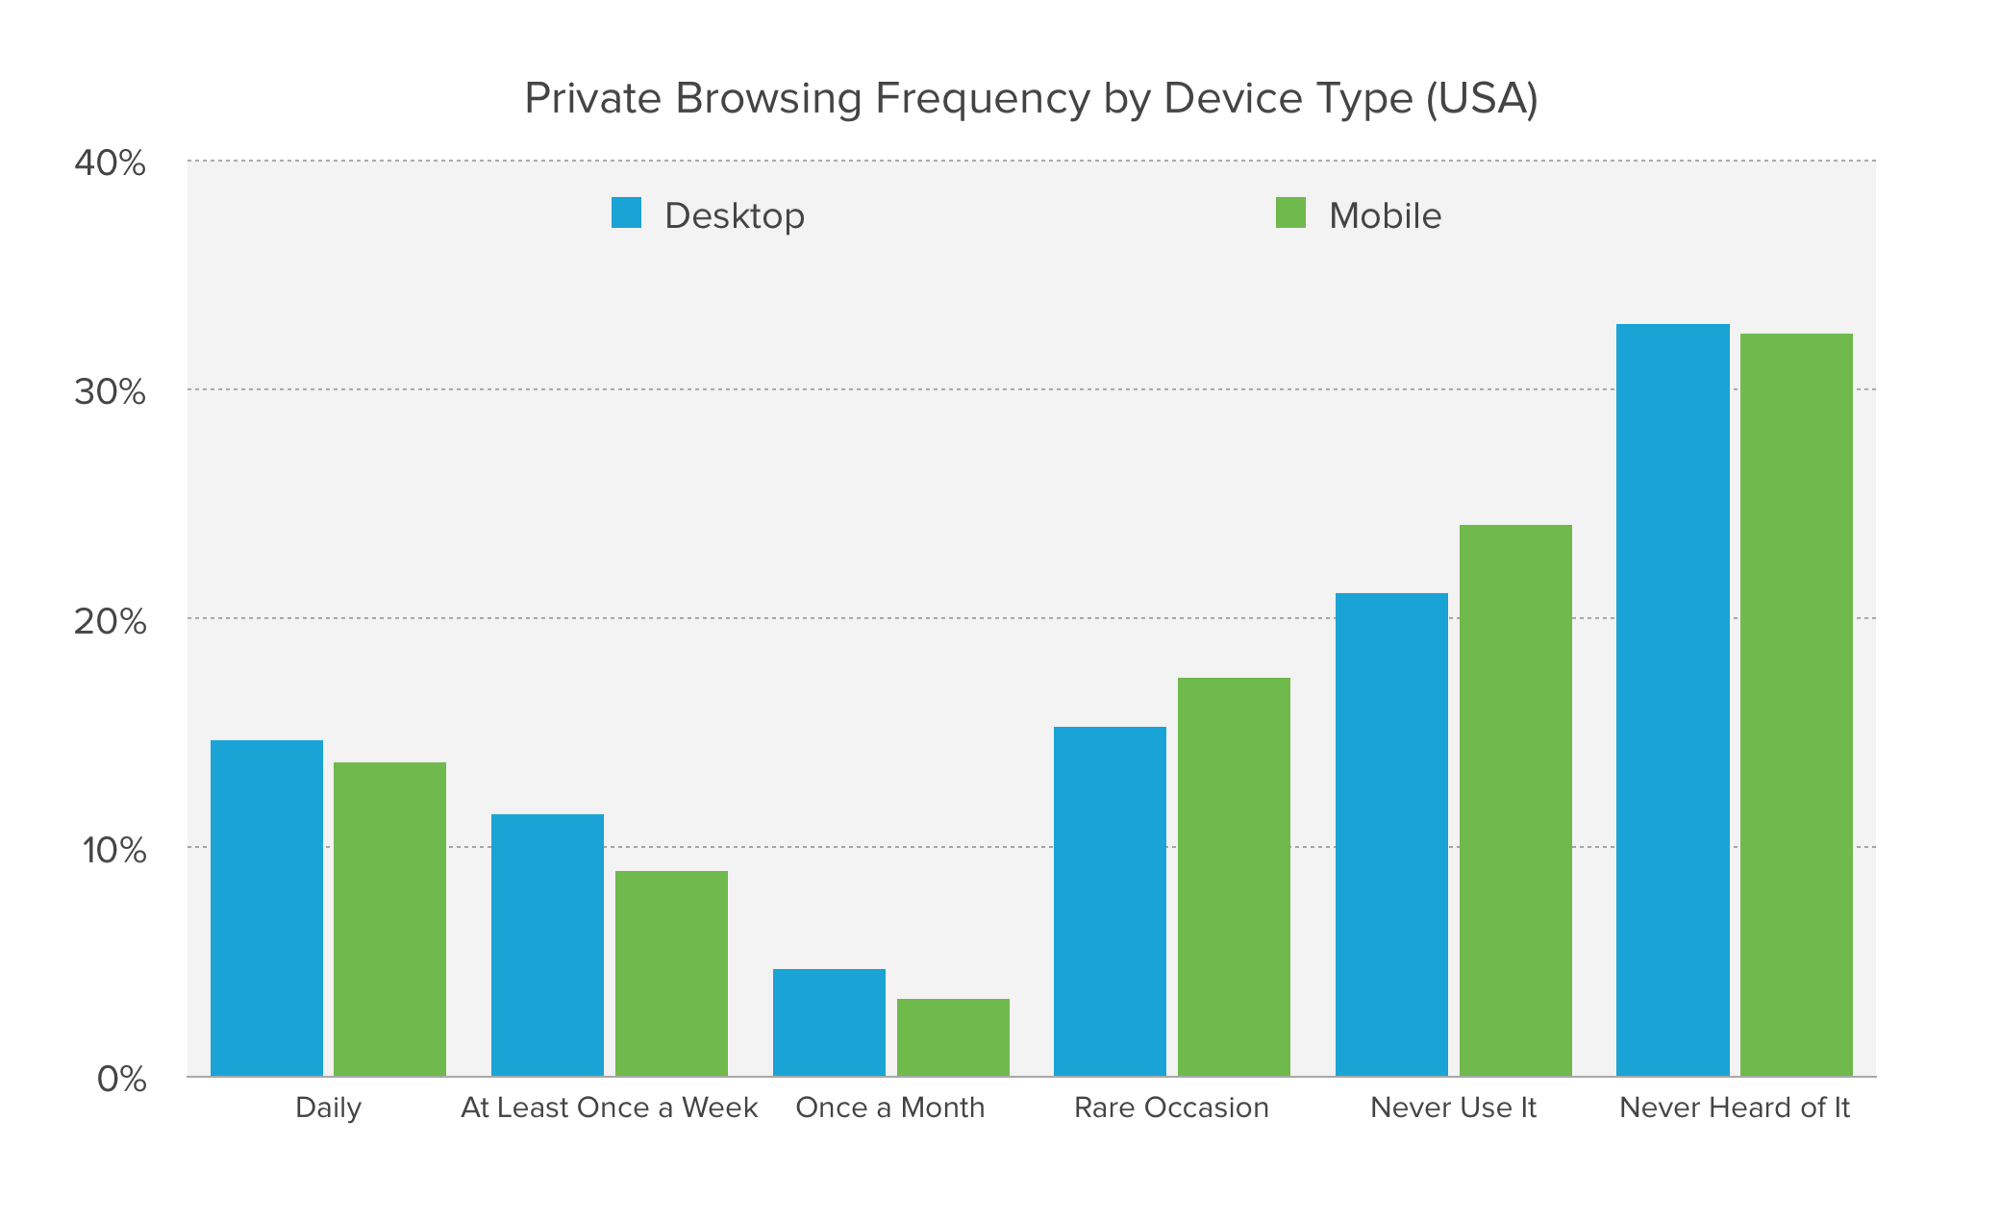 Private Browsing Frequency by Device Type (USA)
40%
Desktop
Mobile
30%
20%
10%
0%
Daily
At Least Once a Week
Once a Month
Rare Occasion
Never Use It
Never Heard of It